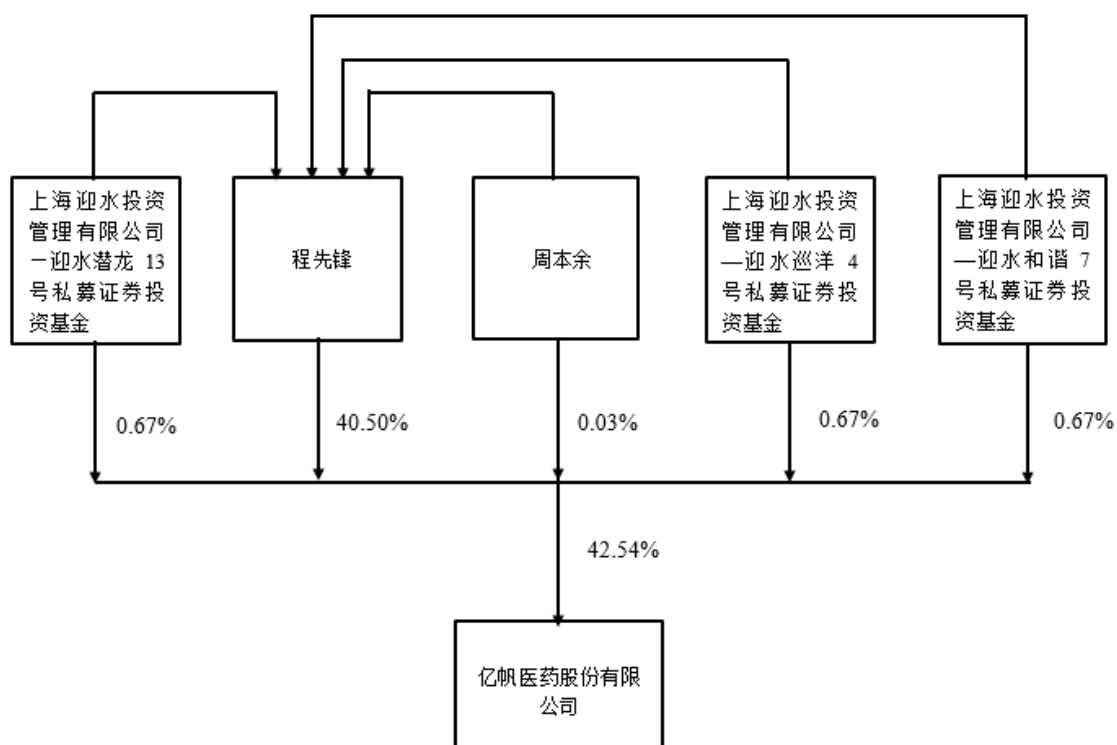 上海迎水投资
管理有限公司
－迎水潜龙 13
号私募证券投
资基金
程先锋
周本余
上海迎水投资
管理有限公司
—迎水巡洋 4
号私募证券投
资基金
上海迎水投资
管理有限公司
—迎水和谐 7
号私募证券投
资基金
0.67%
40.50%
0.03%
0.67%
0.67%
42.54%
亿帆医药股份有限
公司